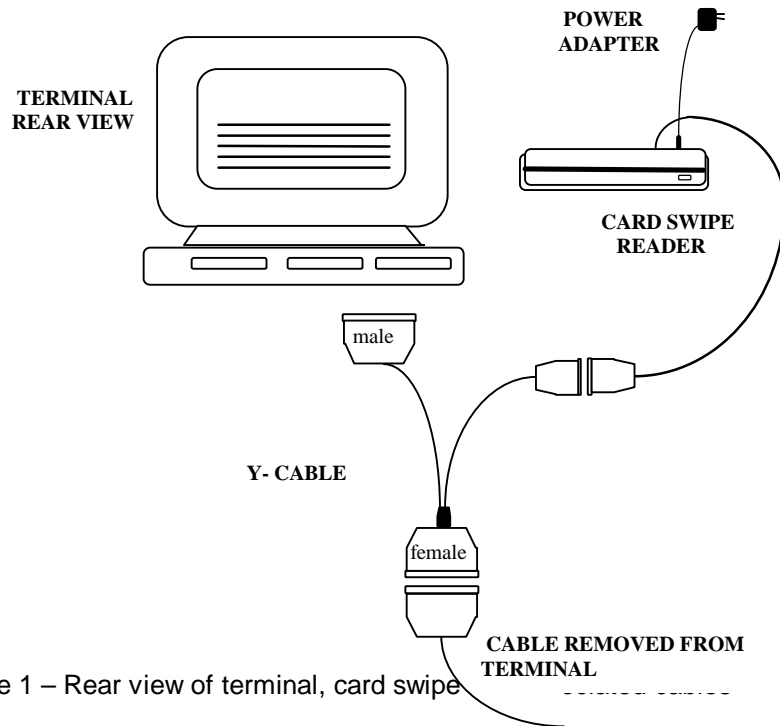 POWER
ADAPTER
TERMINAL
REAR VIEW
CARD SWIPE
READER
male
Y- CABLE
female
CABLE REMOVED FROM
TERMINAL
e 1 – Rear view of terminal, card swipe cables